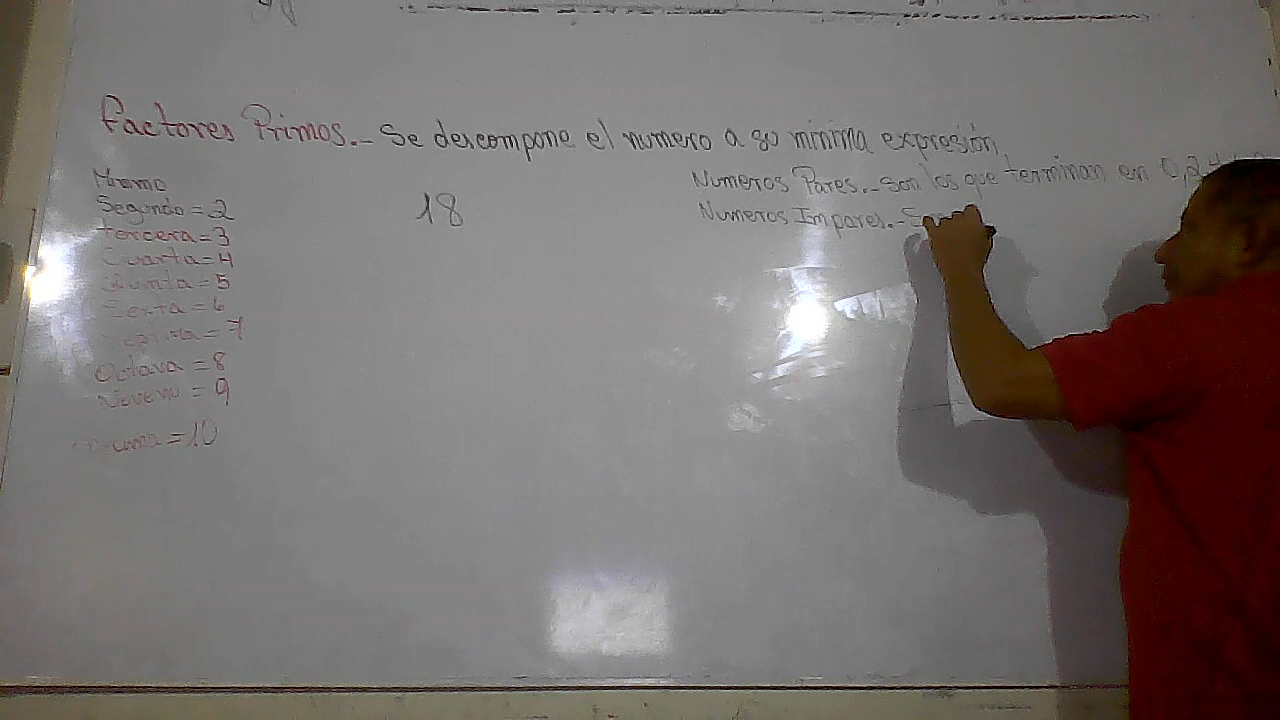 Factores Primos.- Se descompone el numero a su minima expresión
Numeros Pares.- Son los que terminan en 0,2,4
Numeros Impares.- S
18
Segundo = 2
tercera = 3
Cuarta = 4
Quinta = 5
Sexta = 6
= 7
Octava = 8
= 9
= 10